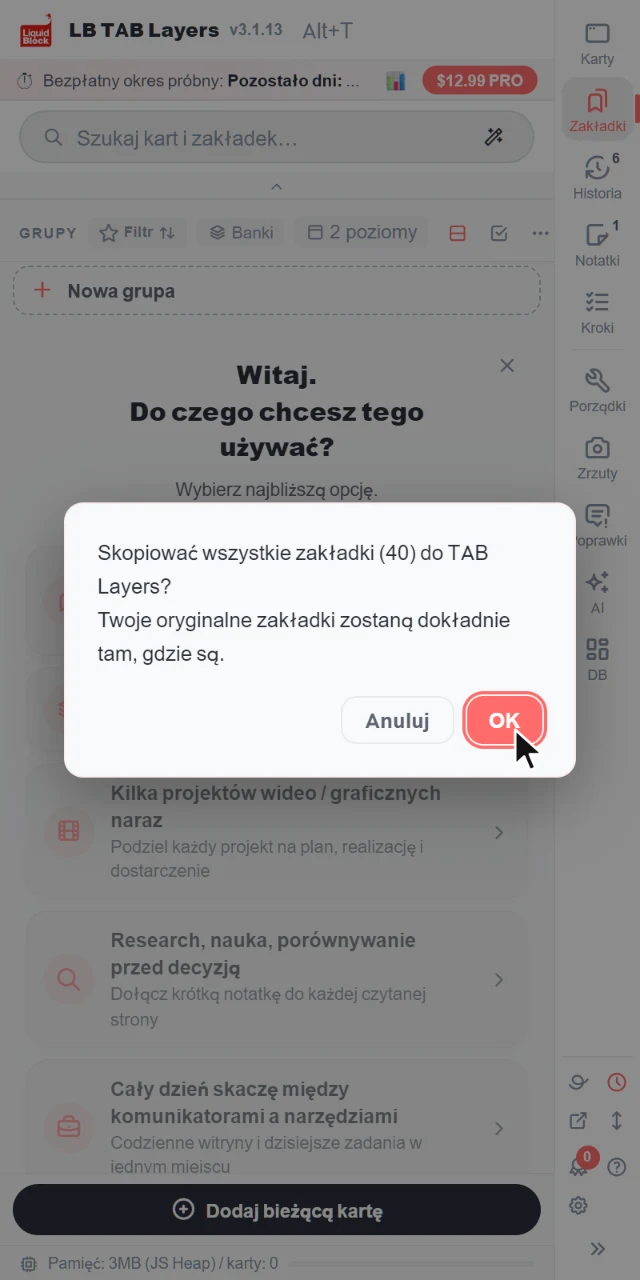 Liquid Block
LB TAB Layers v3.1.13 Alt+T
Bezpłatny okres próbny: Pozostało dni: ...
$12.99 PRO
Szukaj kart i zakładek…
GRUPY Filtr Banki 2 poziomy
Nowa grupa
Witaj.
Do czego chcesz tego
używać?
Wybierz najbliższą opcję.
Skopiować wszystkie zakładki (40) do TAB
Layers?
Twoje oryginalne zakładki zostaną dokładnie
tam, gdzie są.
Anuluj OK
Kilka projektów wideo / graficznych
naraz
Podziel każdy projekt na plan, realizację i
dostarczenie
Research, nauka, porównywanie
przed decyzją
Dołącz krótką notatkę do każdej czytanej
strony
Cały dzień skaczę między
komunikatorami a narzędziami
Codzienne witryny i dzisiejsze zadania w
jednym miejscu
Dodaj bieżącą kartę
Pamięć: 3MB (JS Heap) / karty: 0
Karty
Zakładki
6
Historia
1
Notatki
Kroki
Porządki
Zrzuty
oprawki
AI
DB
0